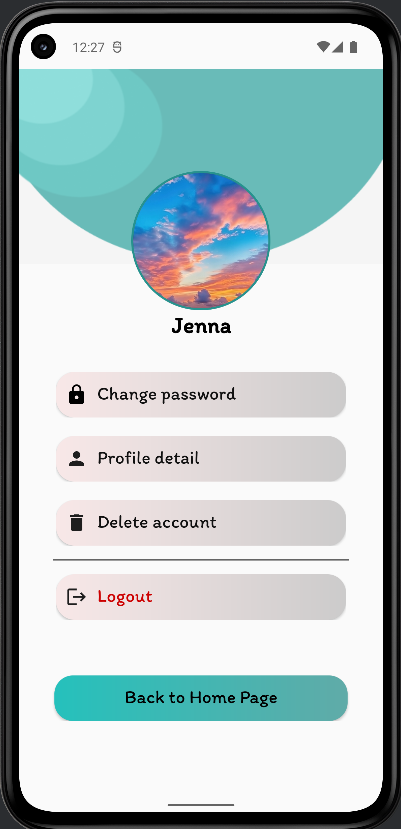 12:27
Jenna
Change password
Profile detail
Delete account
Logout
Back to Home Page